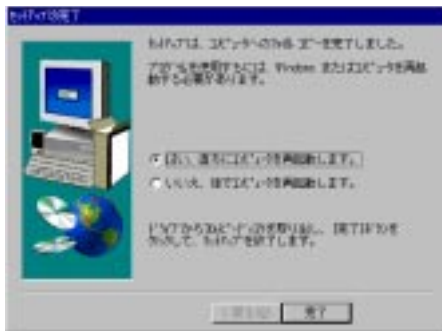 ｾｯﾄｱｯﾌﾟの完了
ｾｯﾄｱｯﾌﾟは、ｺﾝﾋﾟｭｰﾀへのﾌｧｲﾙ ｺﾋﾟｰを完了しました。
ﾌﾟﾛｸﾞﾗﾑを使用するには、Windows またはｺﾝﾋﾟｭｰﾀを再起
動する必要があります。
はい、直ちにｺﾝﾋﾟｭｰﾀを再起動します。
いいえ、後でｺﾝﾋﾟｭｰﾀを再起動します。
ﾄﾞﾗｲﾌﾞからﾌﾛｯﾋﾟｰﾃﾞｨｽｸを取り出し、[完了]ﾎﾞﾀﾝを
ｸﾘｯｸして、ｾｯﾄｱｯﾌﾟを終了します。
完了